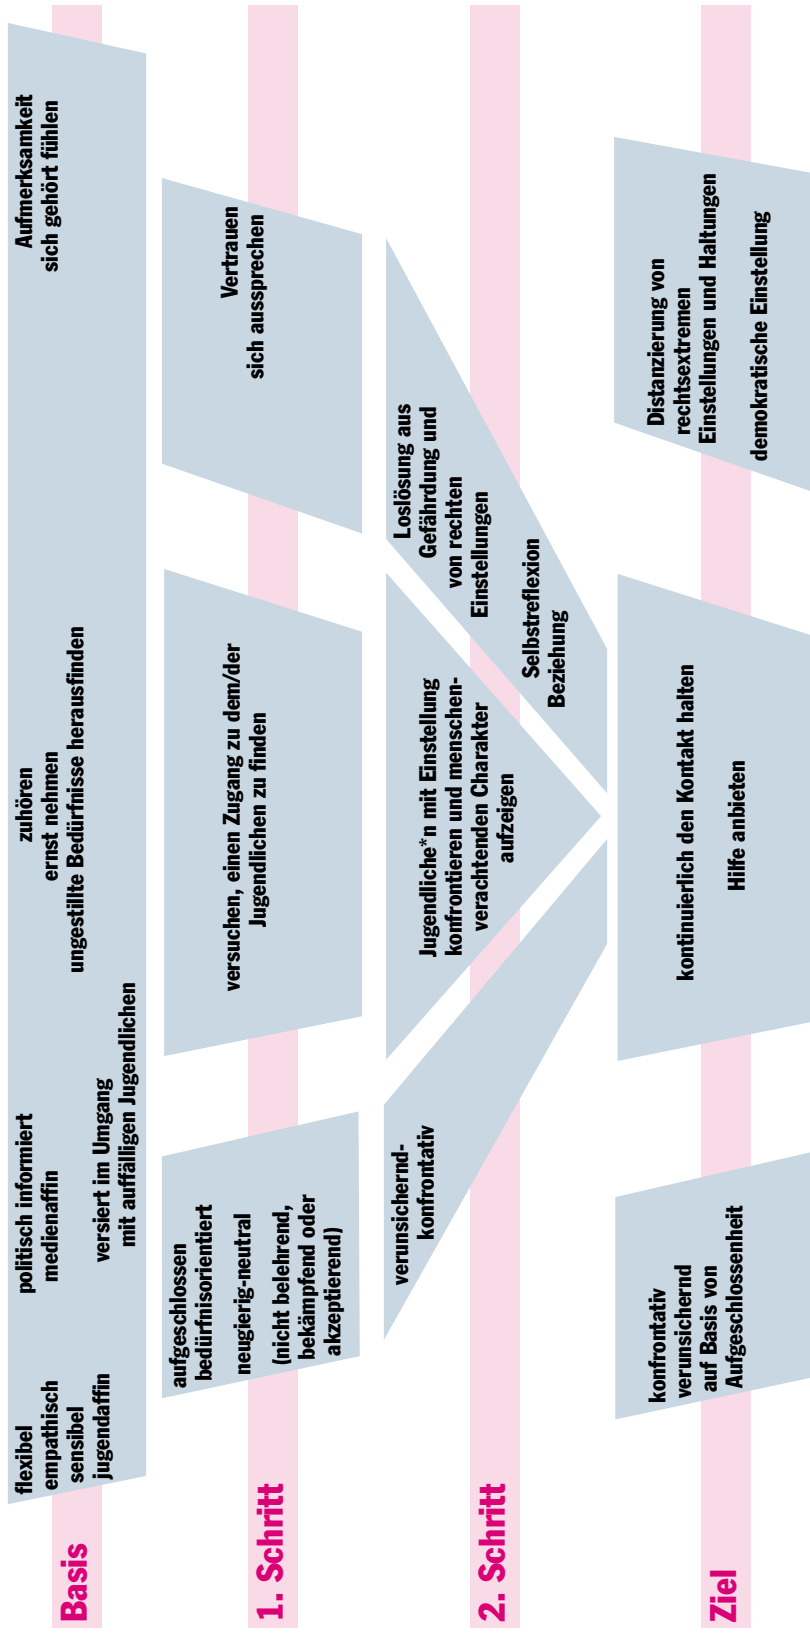 Basis
flexibel
empathisch
sensibel
jugendaffin
politisch informiert
medienaffin
versiert im Umgang
mit auffälligen Jugendlichen
zuhören
ernst nehmen
ungestillte Bedürfnisse herausfinden
Aufmerksamkeit
sich gehört fühlen
1. Schritt
aufgeschlossen
bedürfnisorientiert
neugierig-neutral
(nicht belehrend,
bekämpfend oder
akzeptierend)
versuchen, einen Zugang zu dem/der
Jugendlichen zu finden
Vertrauen
sich aussprechen
2. Schritt
verunsichernd-
konfrontativ
Jugendliche*n mit Einstellung
konfrontieren und menschen-
verachtenden Charakter
aufzeigen
Loslösung aus
Gefährdung und
von rechten
Einstellungen
Selbstreflexion
Beziehung
Ziel
konfrontativ
verunsichernd
auf Basis von
Aufgeschlossenheit
kontinuierlich den Kontakt halten
Hilfe anbieten
Distanzierung von
rechtsextremen
Einstellungen und Haltungen
demokratische Einstellung